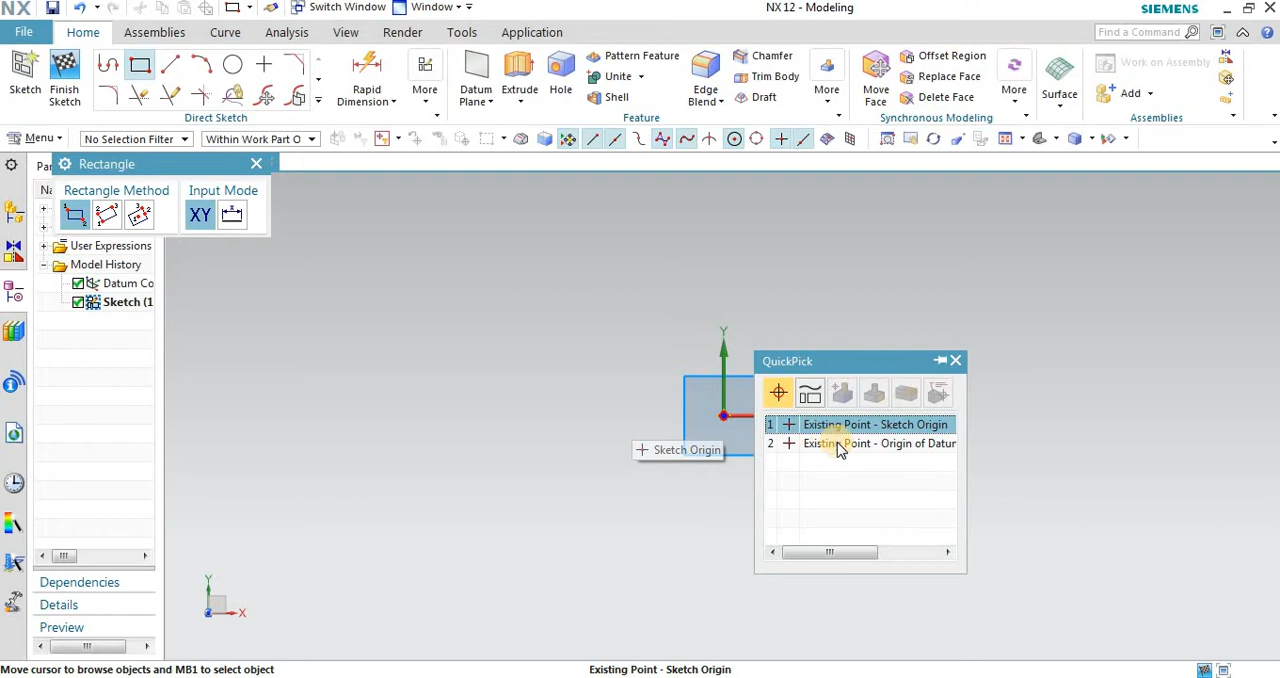 NX
Switch Window
Window
NX 12 - Modeling
SIEMENS
File
Home
Assemblies
Curve
Analysis
View
Render
Tools
Application
Find a Command
Sketch
Finish
Sketch
Rapid
Dimension
More
Direct Sketch
Datum
Plane
Extrude
Hole
Pattern Feature
Unite
Shell
Edge
Blend
Chamfer
Trim Body
Draft
More
Feature
Move
Face
Offset Region
Replace Face
Delete Face
More
Synchronous Modeling
Surface
Work on Assembly
Add
Assemblies
Menu
No Selection Filter
Within Work Part O
Rectangle
Rectangle Method
Input Mode
XY
Par
Na
User Expressions
Model History
Datum Co
Sketch (1
Dependencies
Details
Preview
Y
Sketch Origin
QuickPick
1 Existing Point - Sketch Origin
2 Existing Point - Origin of Datur
Y
X
Move cursor to browse objects and MB1 to select object
Existing Point - Sketch Origin